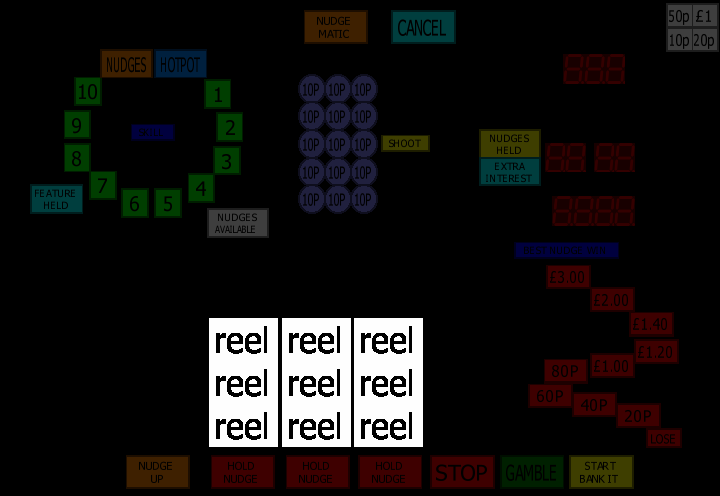 NUDGE
MATIC
CANCEL
50p £1
10p 20p
NUDGES HOTPOT
10
1
9
2
8
3
7
4
6
5
FEATURE
HELD
NUDGES
AVAILABLE
10P 10P 10P
10P 10P 10P
10P 10P 10P
10P 10P 10P
10P 10P 10P
SHOOT
NUDGES
HELD
EXTRA
INTEREST
£3.00
£2.00
£1.40
£1.20
£1.00
80P
60P
40P
20P
LOSE
reel reel reel
reel reel reel
reel reel reel
NUDGE
UP
HOLD
NUDGE
HOLD
NUDGE
HOLD
NUDGE
STOP
GAMBLE
START
BANK IT